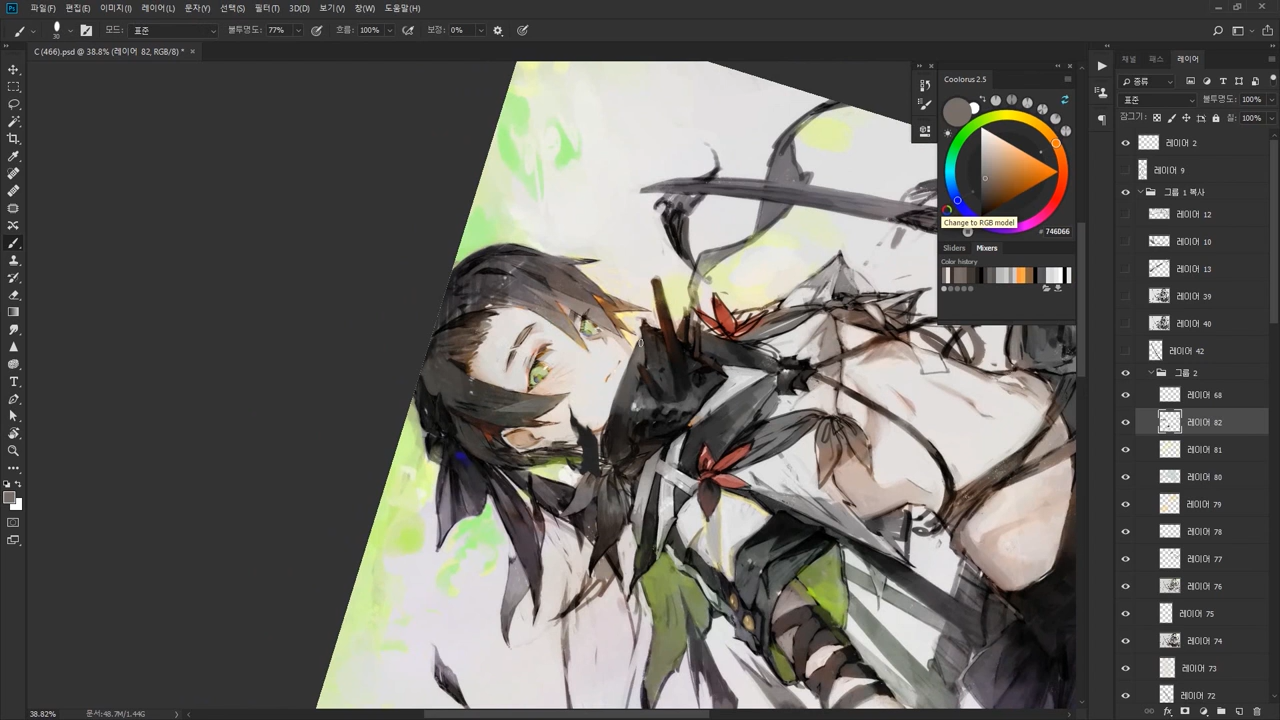 Ps 파일(F) 편집(E) 이미지(I) 레이어(L) 문자(Y) 선택(S) 필터(T) 3D(D) 보기(V) 창(W) 도움말(H)
30 모드: 표준 불투명도: 77% 흐름: 100% 보정: 0%
C (466).psd @ 38.8% (레이어 82, RGB/8) * ×
Coolorus 2.5
Change to RGB model
# 746D66
Sliders Mixers
Color history
채널 패스 레이어
종류
표준 불투명도: 100%
잠그기: 칠: 100%
레이어 2
레이어 9
그룹 1 복사
레이어 12
레이어 10
레이어 13
레이어 39
레이어 40
레이어 42
그룹 2
레이어 68
레이어 82
레이어 81
레이어 80
레이어 79
레이어 78
레이어 77
레이어 76
레이어 75
레이어 74
레이어 73
레이어 72
fx
38.82% 문서: 48.7M/1.44G